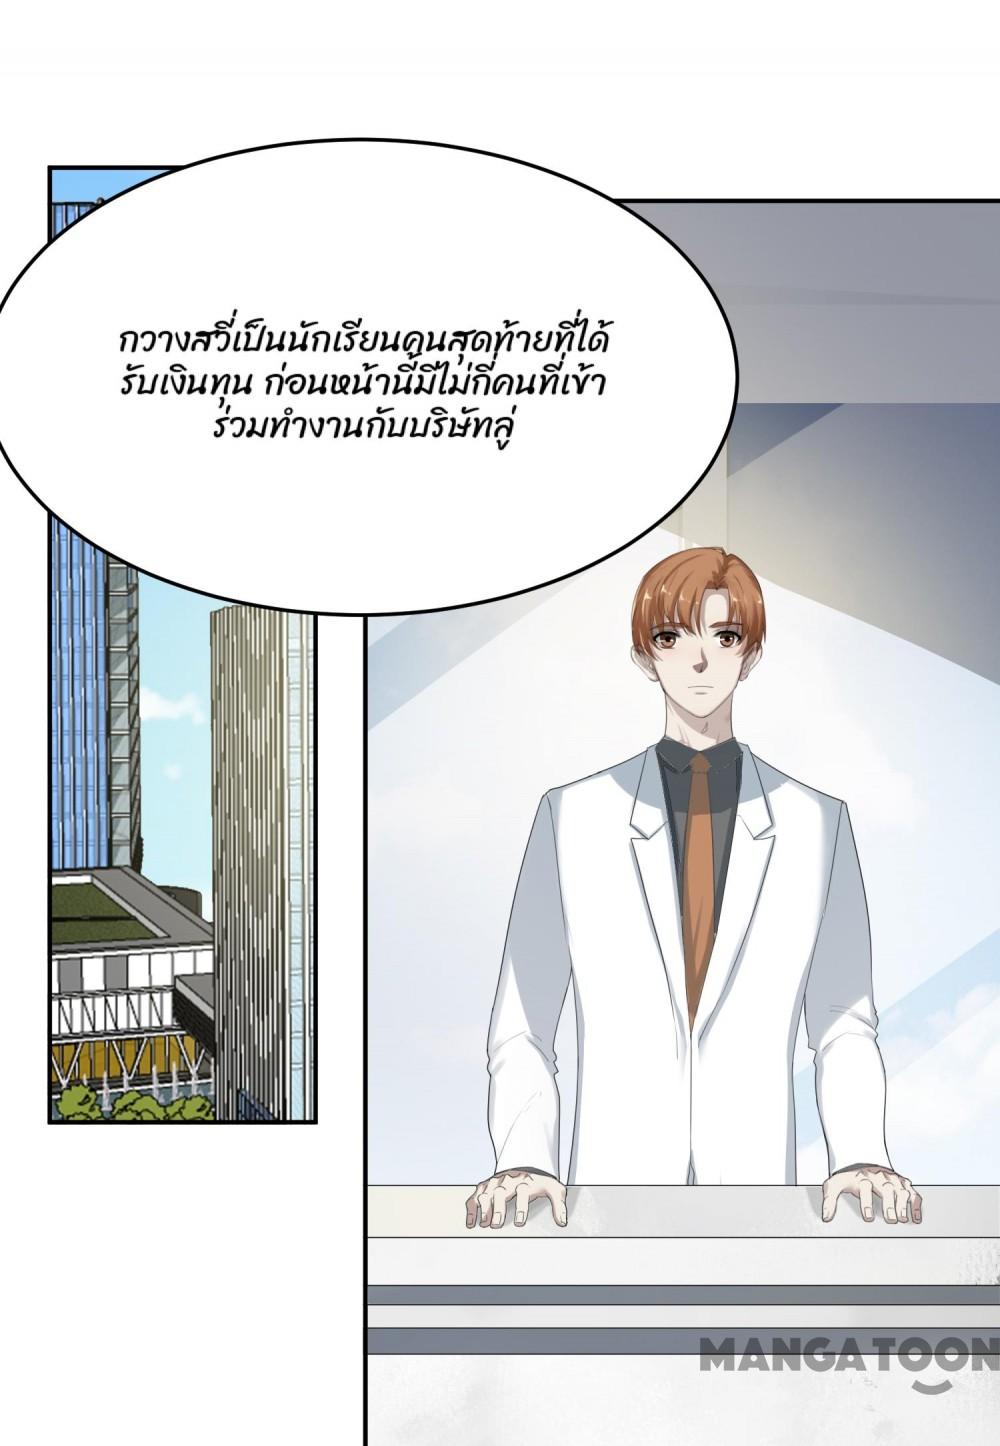 กวางสวี่เป็นนักเรียนคนสุดท้ายที่ได้
รับเงินทุน ก่อนหน้านี้มีไม่กี่คนที่เข้า
ร่วมทำงานกับบริษัทลู่
MANGATOON